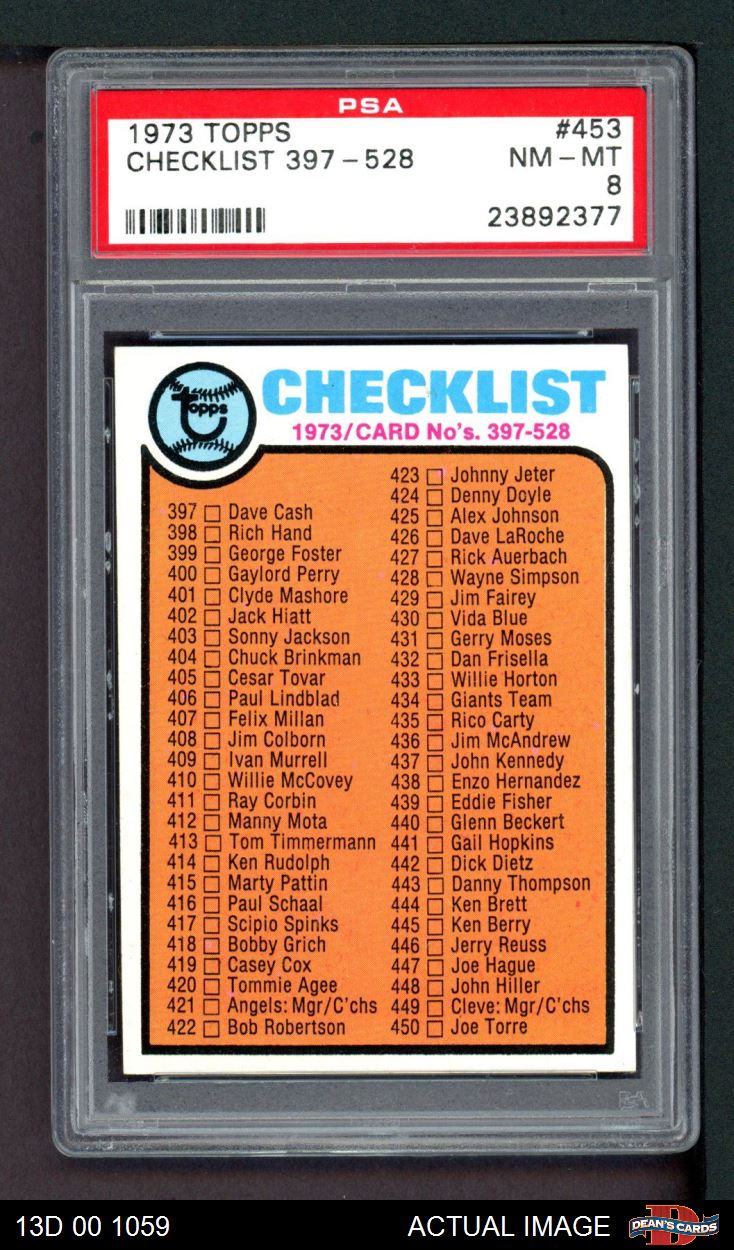 PSA
1973 TOPPS #453
CHECKLIST 397-528 NM-MT
8
23892377
topps
CHECKLIST
1973/CARD No's. 397-528
397 Dave Cash
398 Rich Hand
399 George Foster
400 Gaylord Perry
401 Clyde Mashore
402 Jack Hiatt
403 Sonny Jackson
404 Chuck Brinkman
405 Cesar Tovar
406 Paul Lindblad
407 Felix Millan
408 Jim Colborn
409 Ivan Murrell
410 Willie McCovey
411 Ray Corbin
412 Manny Mota
413 Tom Timmermann
414 Ken Rudolph
415 Marty Pattin
416 Paul Schaal
417 Scipio Spinks
418 Bobby Grich
419 Casey Cox
420 Tommie Agee
421 Angels: Mgr/C'chs
422 Bob Robertson
423 Johnny Jeter
424 Denny Doyle
425 Alex Johnson
426 Dave LaRoche
427 Rick Auerbach
428 Wayne Simpson
429 Jim Fairey
430 Vida Blue
431 Gerry Moses
432 Dan Frisella
433 Willie Horton
434 Giants Team
435 Rico Carty
436 Jim McAndrew
437 John Kennedy
438 Enzo Hernandez
439 Eddie Fisher
440 Glenn Beckert
441 Gail Hopkins
442 Dick Dietz
443 Danny Thompson
444 Ken Brett
445 Ken Berry
446 Jerry Reuss
447 Joe Hague
448 John Hiller
449 Cleve: Mgr/C'chs
450 Joe Torre
PSA
13D 00 1059 ACTUAL IMAGE
D
DEAN'S CARDS